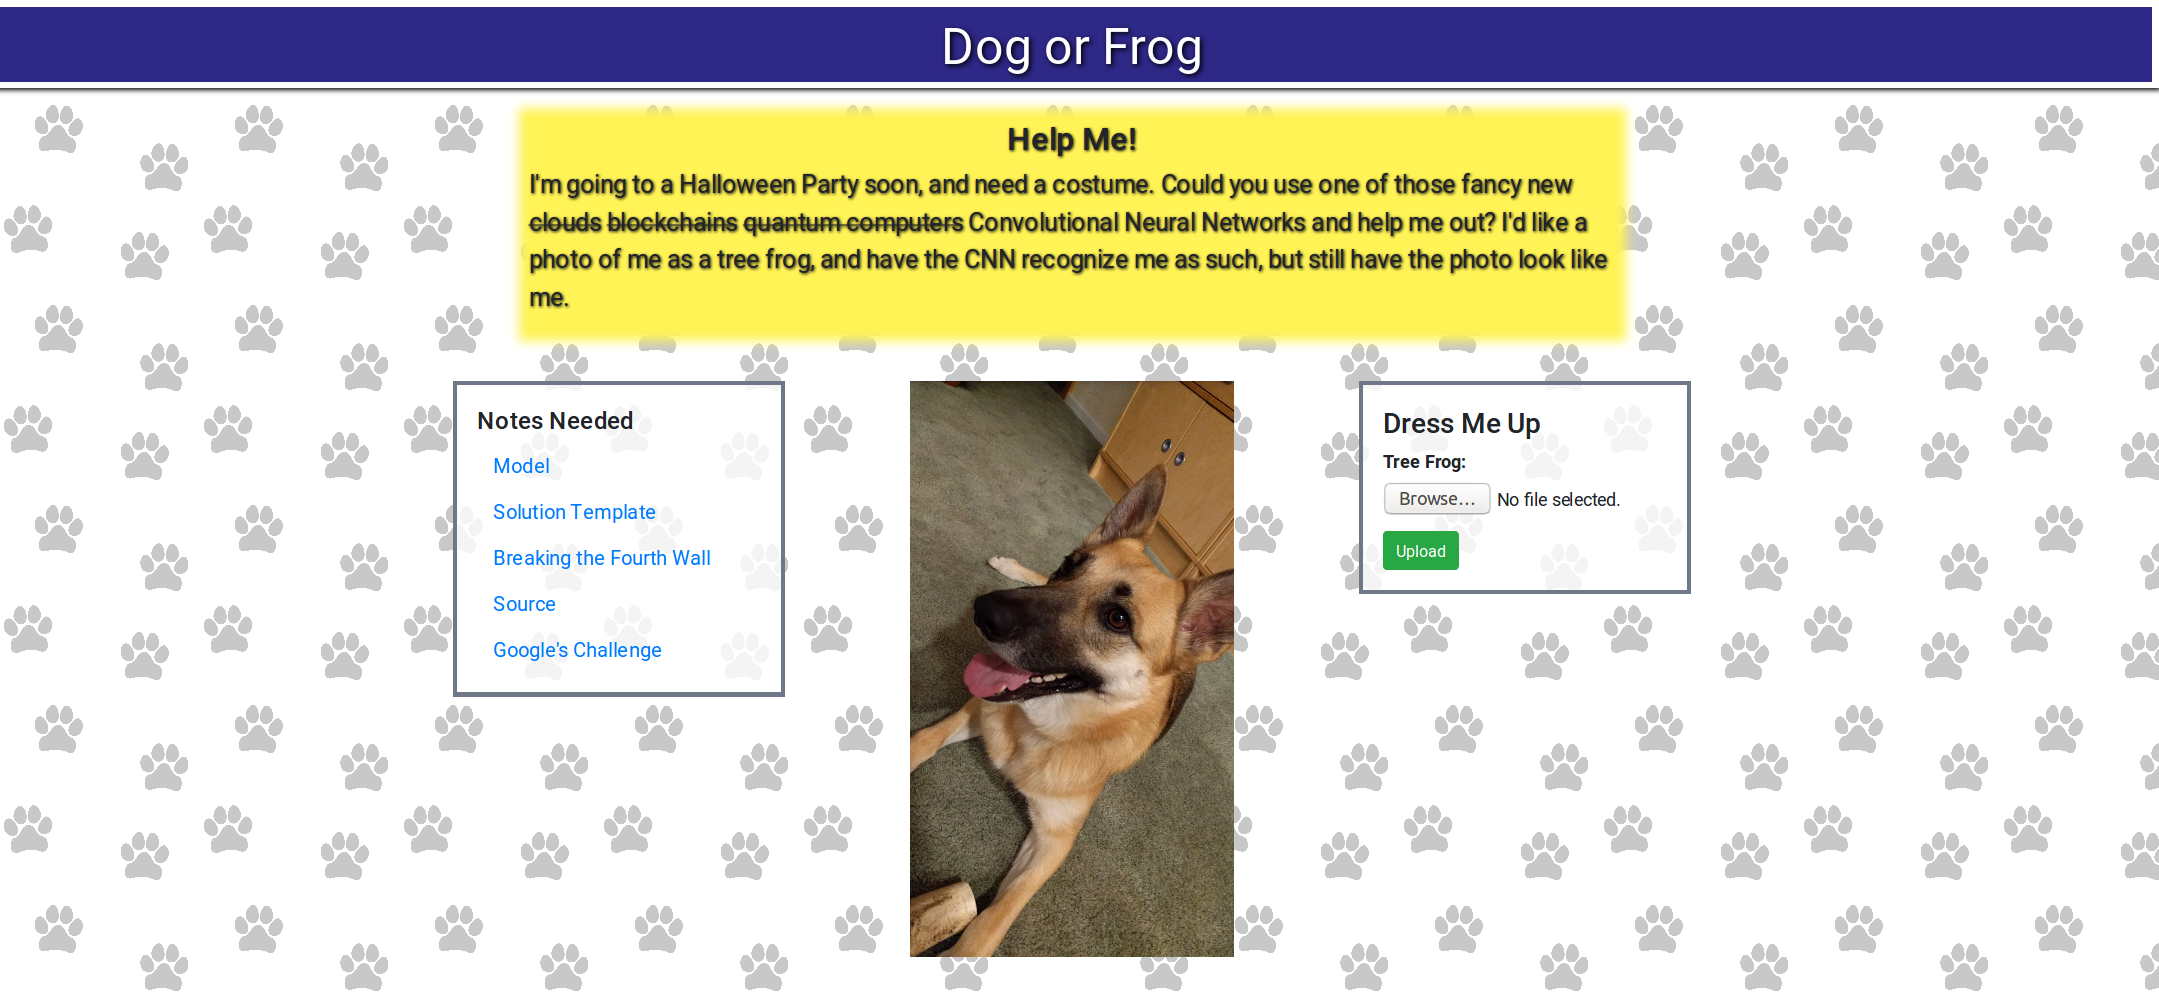 Dog or Frog
Help Me!
I'm going to a Halloween Party soon, and need a costume. Could you use one of those fancy new
clouds blockchains quantum computers Convolutional Neural Networks and help me out? I'd like a
photo of me as a tree frog, and have the CNN recognize me as such, but still have the photo look like
me.
Notes Needed
Model
Solution Template
Breaking the Fourth Wall
Source
Google's Challenge
Dress Me Up
Tree Frog:
Browse... No file selected.
Upload